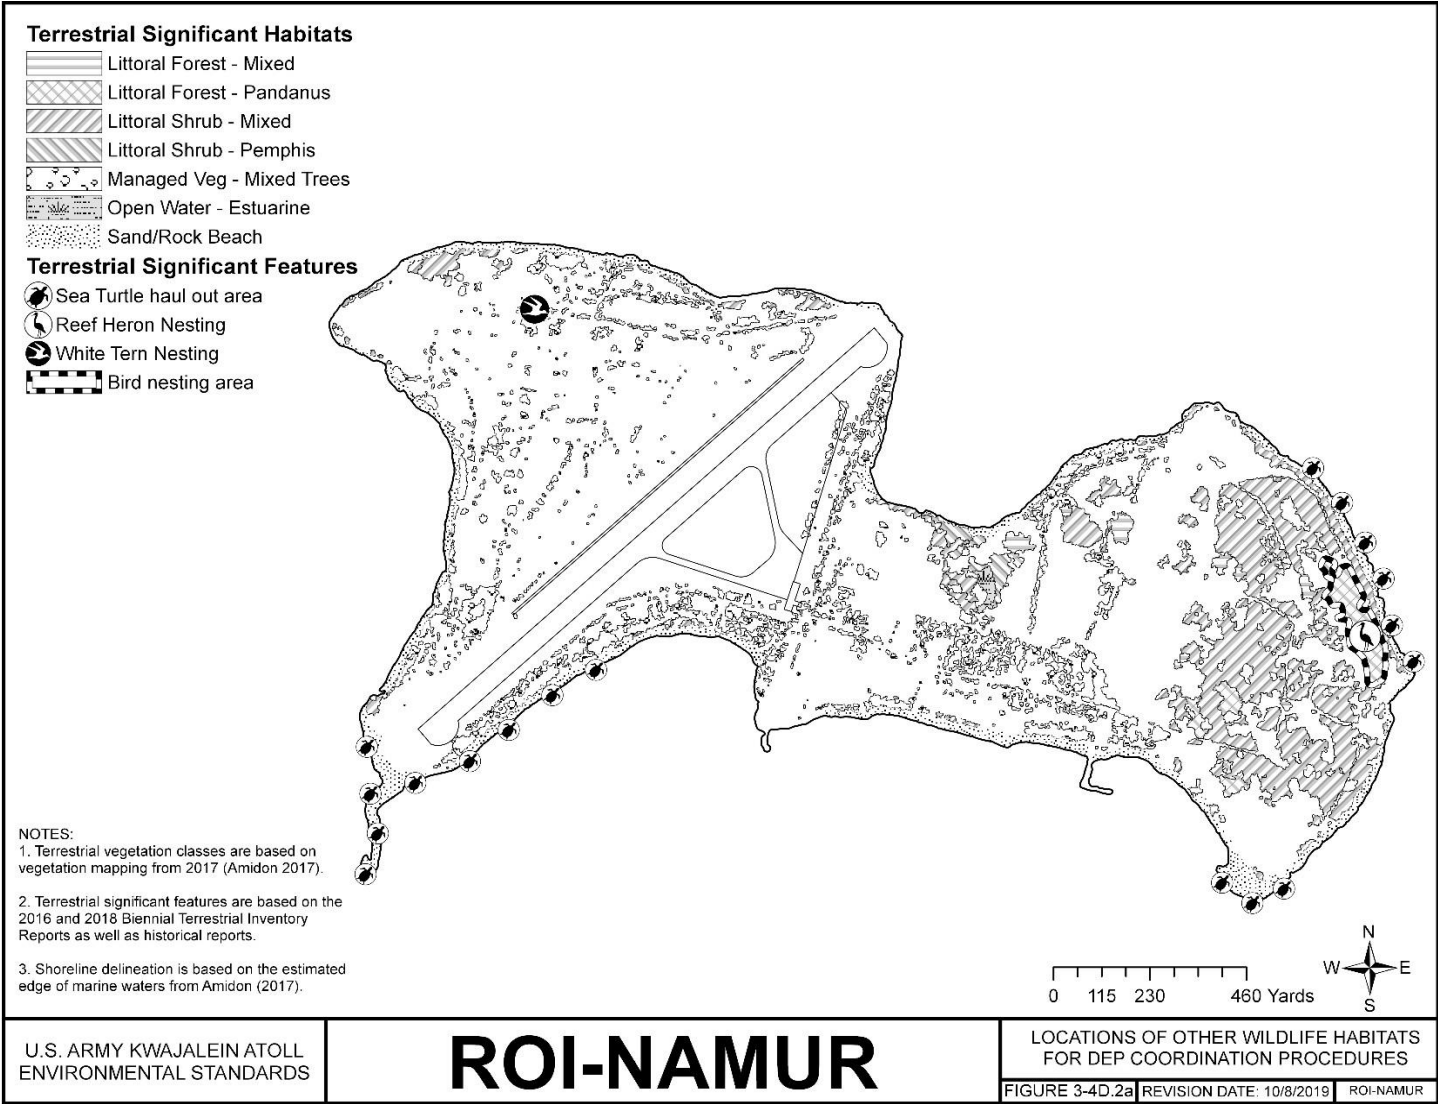 Terrestrial Significant Habitats
Littoral Forest - Mixed
Littoral Forest - Pandanus
Littoral Shrub - Mixed
Littoral Shrub - Pemphis
Managed Veg - Mixed Trees
Open Water - Estuarine
Sand/Rock Beach
Terrestrial Significant Features
Sea Turtle haul out area
Reef Heron Nesting
White Tern Nesting
Bird nesting area
NOTES:
1. Terrestrial vegetation classes are based on
vegetation mapping from 2017 (Amidon 2017).
2. Terrestrial significant features are based on the
2016 and 2018 Biennial Terrestrial Inventory
Reports as well as historical reports.
3. Shoreline delineation is based on the estimated
edge of marine waters from Amidon (2017).
N
W E
S
0 115 230 460 Yards
U.S. ARMY KWAJALEIN ATOLL
ENVIRONMENTAL STANDARDS
ROI-NAMUR
LOCATIONS OF OTHER WILDLIFE HABITATS
FOR DEP COORDINATION PROCEDURES
FIGURE 3-4D.2a REVISION DATE: 10/8/2019 ROI-NAMUR